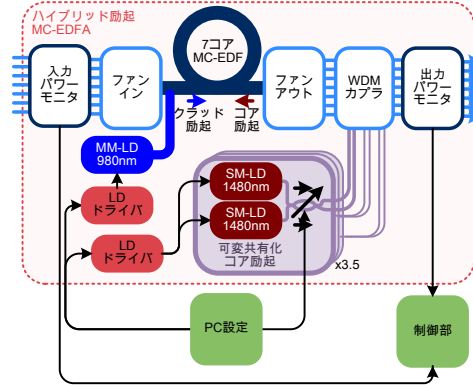 ハイブリッド励起
MC-EDFA
入力
パワー
モニタ
ファン
イン
7コア
MC-EDF
ファン
アウト
WDM
カプラ
出力
パワー
モニタ
クラッド
励起
コア
励起
MM-LD
980nm
LD
ドライバ
LD
ドライバ
SM-LD
1480nm
SM-LD
1480nm
可変共有化
コア励起
x3.5
PC設定
制御部